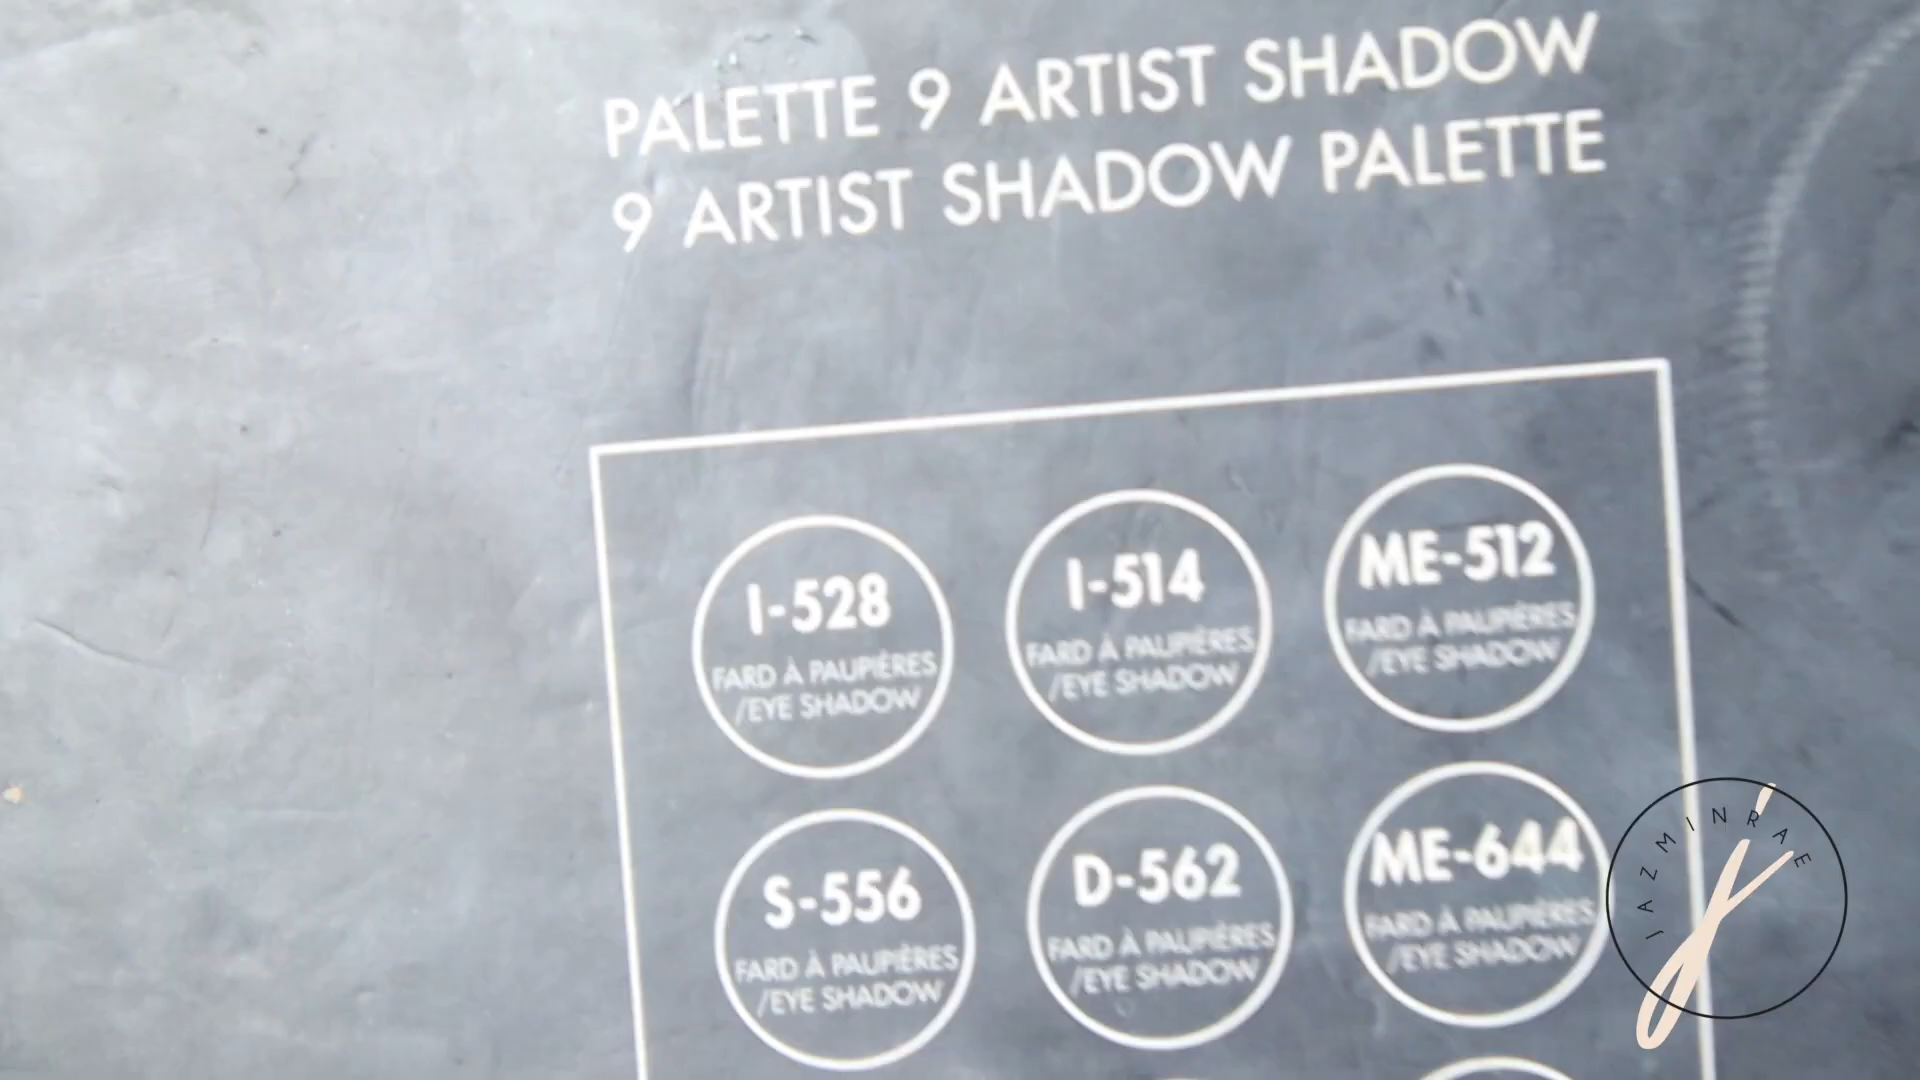 PALETTE 9 ARTIST SHADOW
9 ARTIST SHADOW PALETTE
I-528
FARD À PAUPIÈRES
/EYE SHADOW
I-514
FARD À PAUPIÈRES
/EYE SHADOW
ME-512
FARD À PAUPIÈRES
/EYE SHADOW
S-556
FARD À PAUPIÈRES
/EYE SHADOW
D-562
FARD À PAUPIÈRES
/EYE SHADOW
ME-644
FARD À PAUPIÈRES
/EYE SHADOW
JAZMINRAE
j